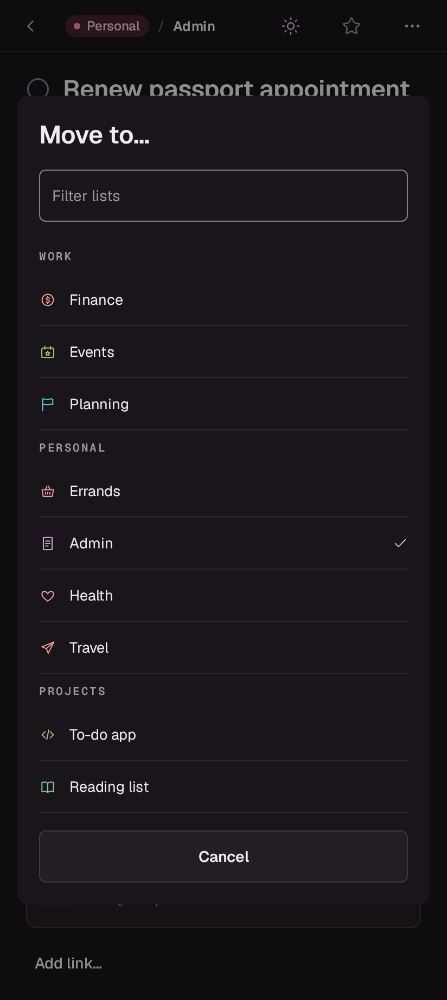 Personal / Admin
Renew passport appointment
Move to...
Filter lists
WORK
Finance
Events
Planning
PERSONAL
Errands
Admin
Health
Travel
PROJECTS
To-do app
Reading list
Cancel
Add link...